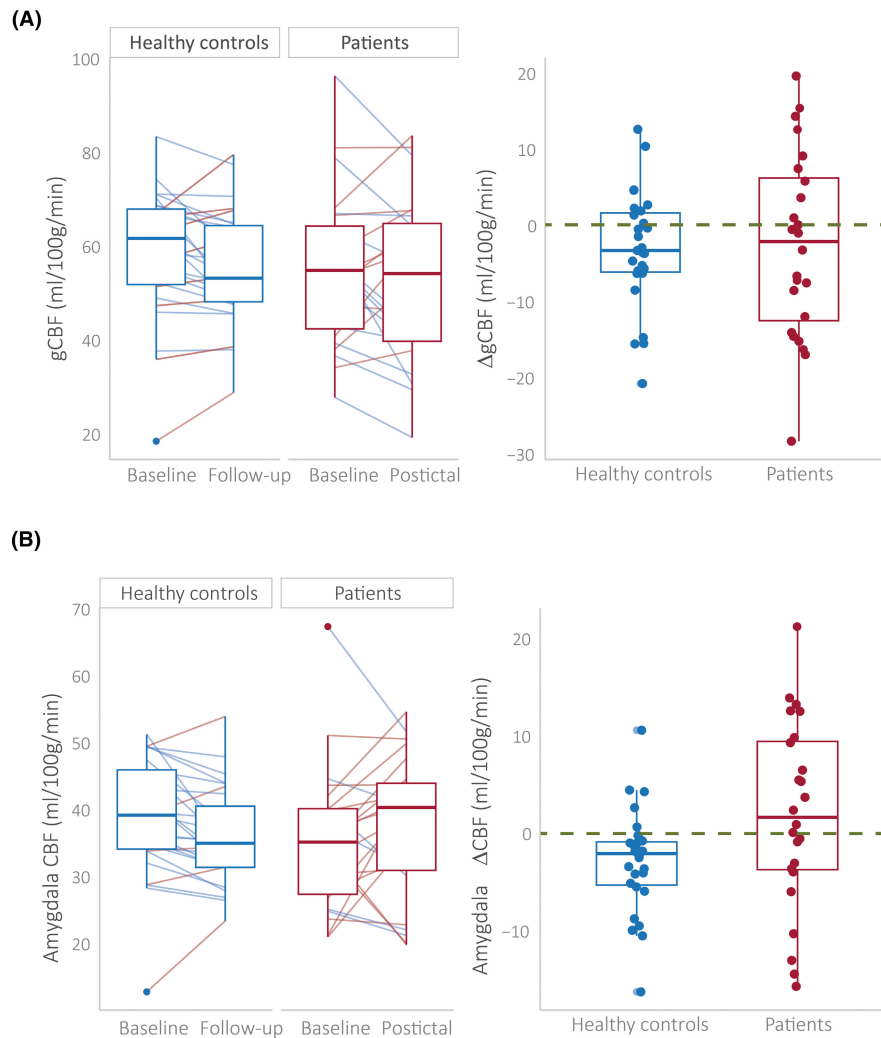 (A)
Healthy controls Patients
gCBF (ml/100g/min)
100
80
60
40
20
Baseline Follow-up Baseline Postictal
ΔgCBF (ml/100g/min)
20
10
0
−10
−20
−30
Healthy controls Patients
(B)
Healthy controls Patients
Amygdala CBF (ml/100g/min)
70
60
50
40
30
20
Baseline Follow-up Baseline Postictal
Amygdala ΔCBF (ml/100g/min)
20
10
0
−10
Healthy controls Patients